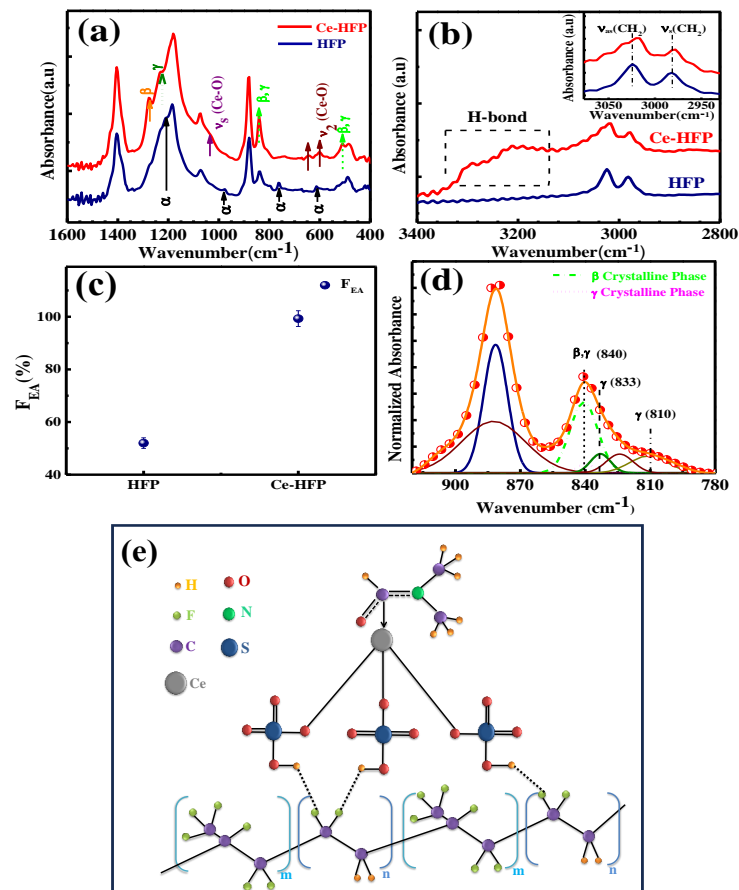 (a)
Ce-HFP
HFP
β
γ
νs (Ce-O)
β,γ
ν2 (Ce-O)
β,γ
α
α
α
α
Absorbance(a.u)
1600 1400 1200 1000 800 600 400
Wavenumber(cm-1)
(b)
νas(CH2)
νs(CH2)
Absorbance (a.u)
3050 3000 2950
Wavenumber(cm-1)
H-bond
Ce-HFP
HFP
Absorbance (a.u)
3400 3200 3000 2800
Wavenumber(cm-1)
(c)
FEA
100
80
60
40
FEA(%)
HFP
Ce-HFP
(d)
β Crystalline Phase
γ Crystalline Phase
β,γ (840)
γ (833)
γ (810)
Normalized Absorbance
900 870 840 810 780
Wavenumber (cm-1)
(e)
H
O
F
N
C
S
Ce
m
n
m
n